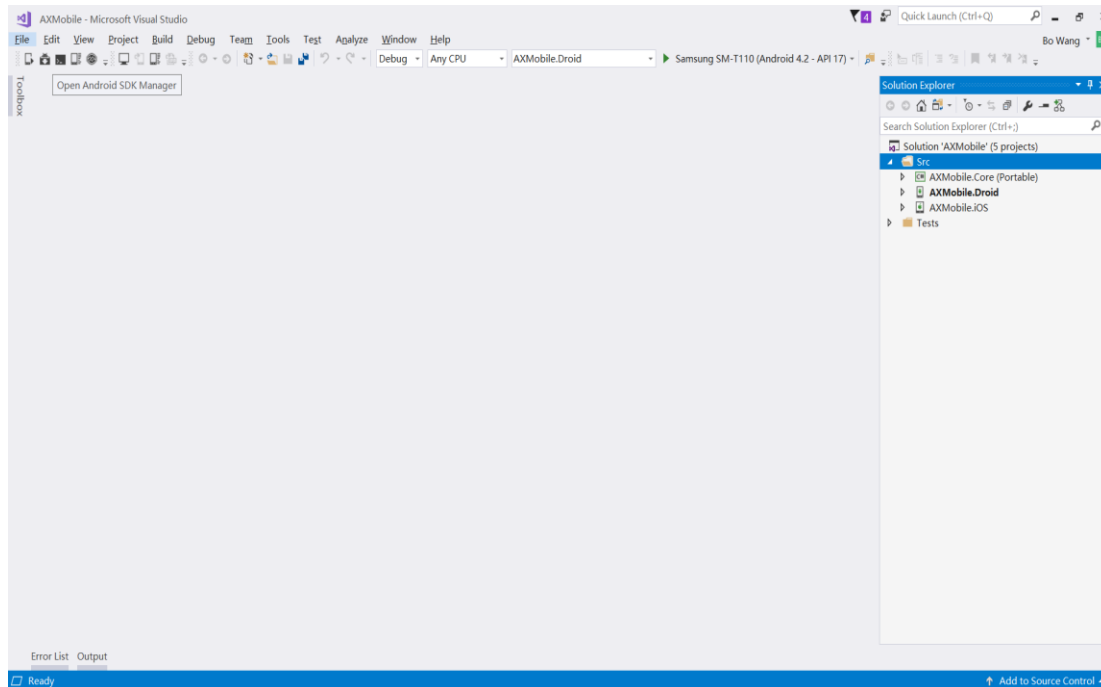 AXMobile - Microsoft Visual Studio
4
Quick Launch (Ctrl+Q)
File Edit View Project Build Debug Team Tools Test Analyze Window Help
Bo Wang
Debug Any CPU AXMobile.Droid Samsung SM-T110 (Android 4.2 - API 17)
Toolbox
Open Android SDK Manager
Solution Explorer
Search Solution Explorer (Ctrl+;)
Solution 'AXMobile' (5 projects)
Src
C# AXMobile.Core (Portable)
AXMobile.Droid
AXMobile.iOS
Tests
Error List Output
Ready
Add to Source Control